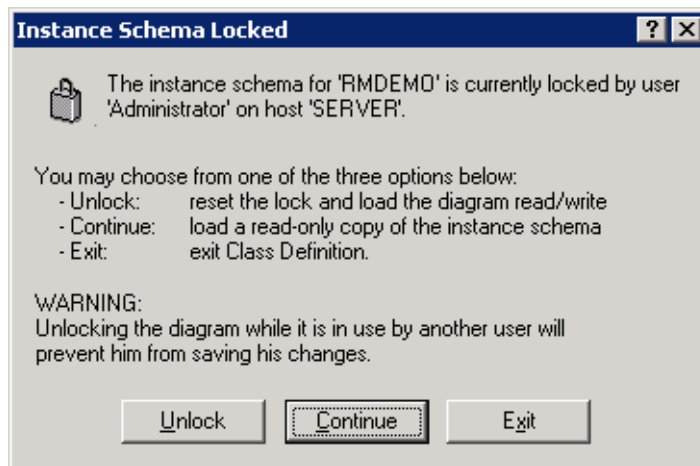 Instance Schema Locked
The instance schema for 'RMDEMO' is currently locked by user
'Administrator' on host 'SERVER'.
You may choose from one of the three options below:
- Unlock: reset the lock and load the diagram read/write
- Continue: load a read-only copy of the instance schema
- Exit: exit Class Definition.
WARNING:
Unlocking the diagram while it is in use by another user will
prevent him from saving his changes.
Unlock Continue Exit